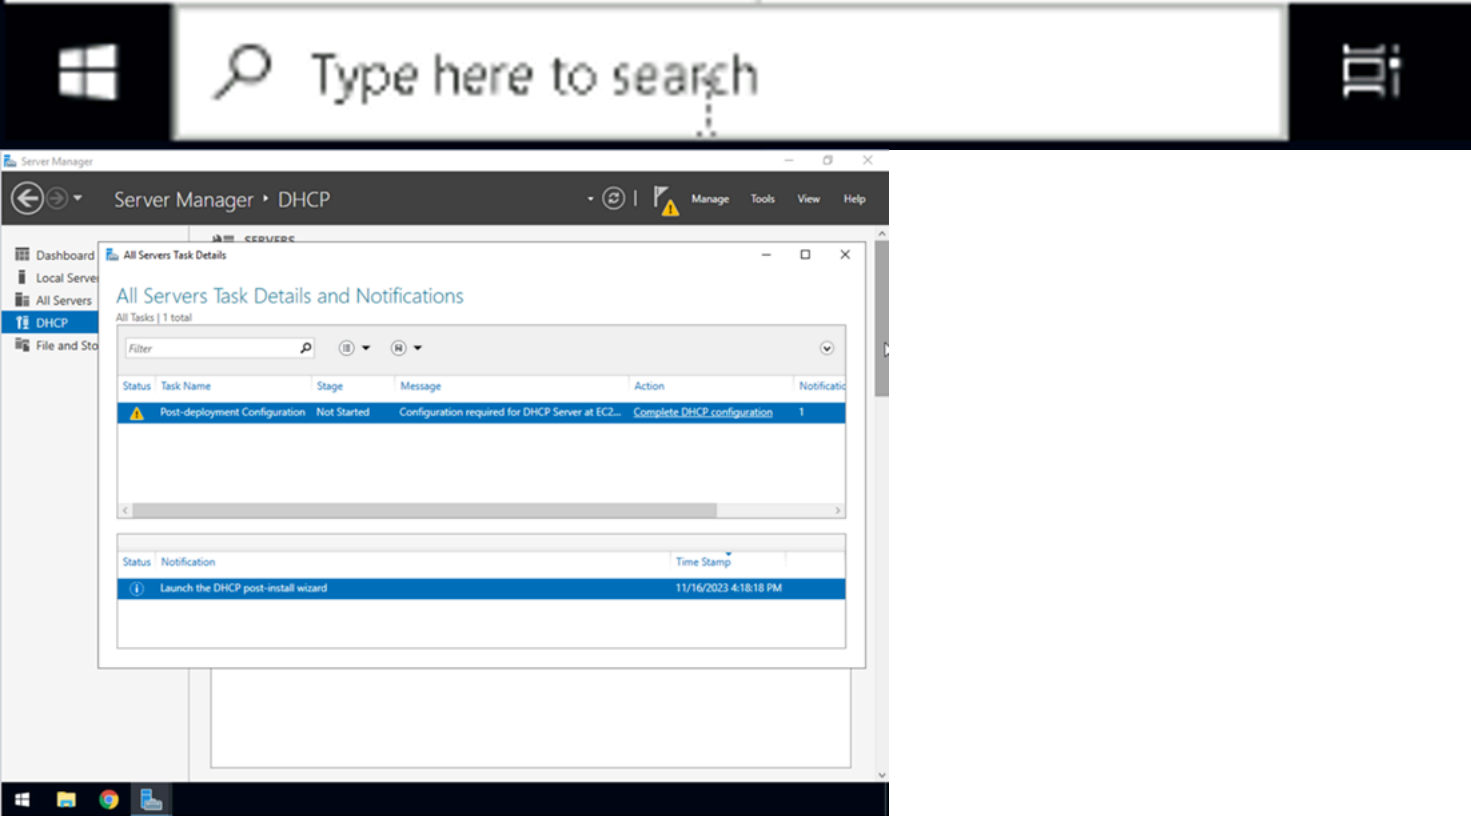 Type here to search
Server Manager
Server Manager ‣ DHCP
Manage Tools View Help
SERVERS
Dashboard
Local Serve
All Servers
DHCP
File and Sto
All Servers Task Details
All Servers Task Details and Notifications
All Tasks | 1 total
Filter
Status Task Name Stage Message Action Notificatio
Post-deployment Configuration Not Started Configuration required for DHCP Server at EC2... Complete DHCP configuration 1
Status Notification Time Stamp
Launch the DHCP post-install wizard 11/16/2023 4:18:18 PM